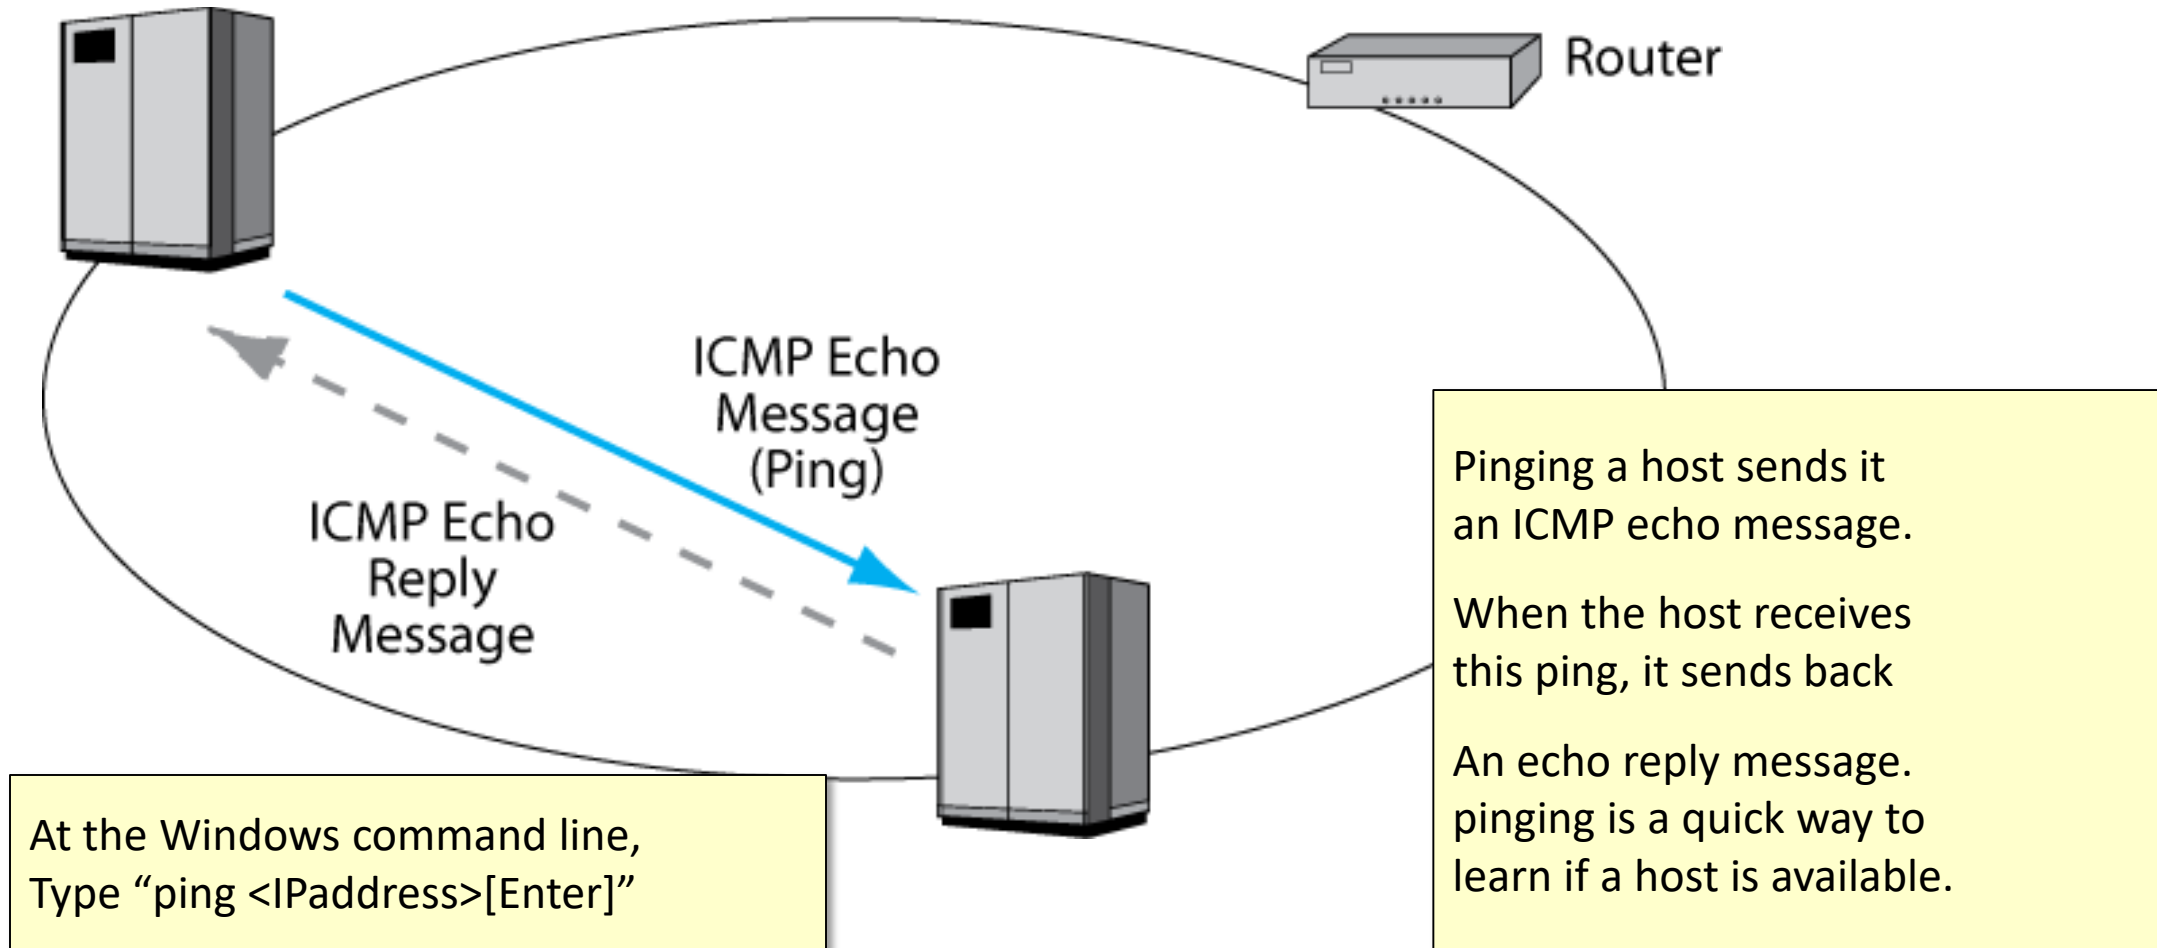 Router
ICMP Echo
Message
(Ping)
ICMP Echo
Reply
Message
Pinging a host sends it
an ICMP echo message.
When the host receives
this ping, it sends back
An echo reply message.
pinging is a quick way to
learn if a host is available.
At the Windows command line,
Type “ping <IPaddress>[Enter]”